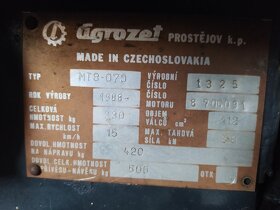 agrozet PROSTĚJOV k.p.
MADE IN CZECHOSLOVAKIA
TYP MT8-070 VÝROBNÍ ČÍSLO 1325
ROK VÝROBY 1988 ČÍSLO MOTORU
CELKOVÁ HMOTNOST kg 330 OBJEM VÁLCŮ cm³
MAX. RYCHLOST km/h 15 MAX. TAHOVÁ SÍLA
DOVOL. HMOTNOST NA NÁPRAVU kg 420
DOVOL. CELK. HMOTNOST PŘÍVĚSU-NÁVĚSU kg 500 OTK